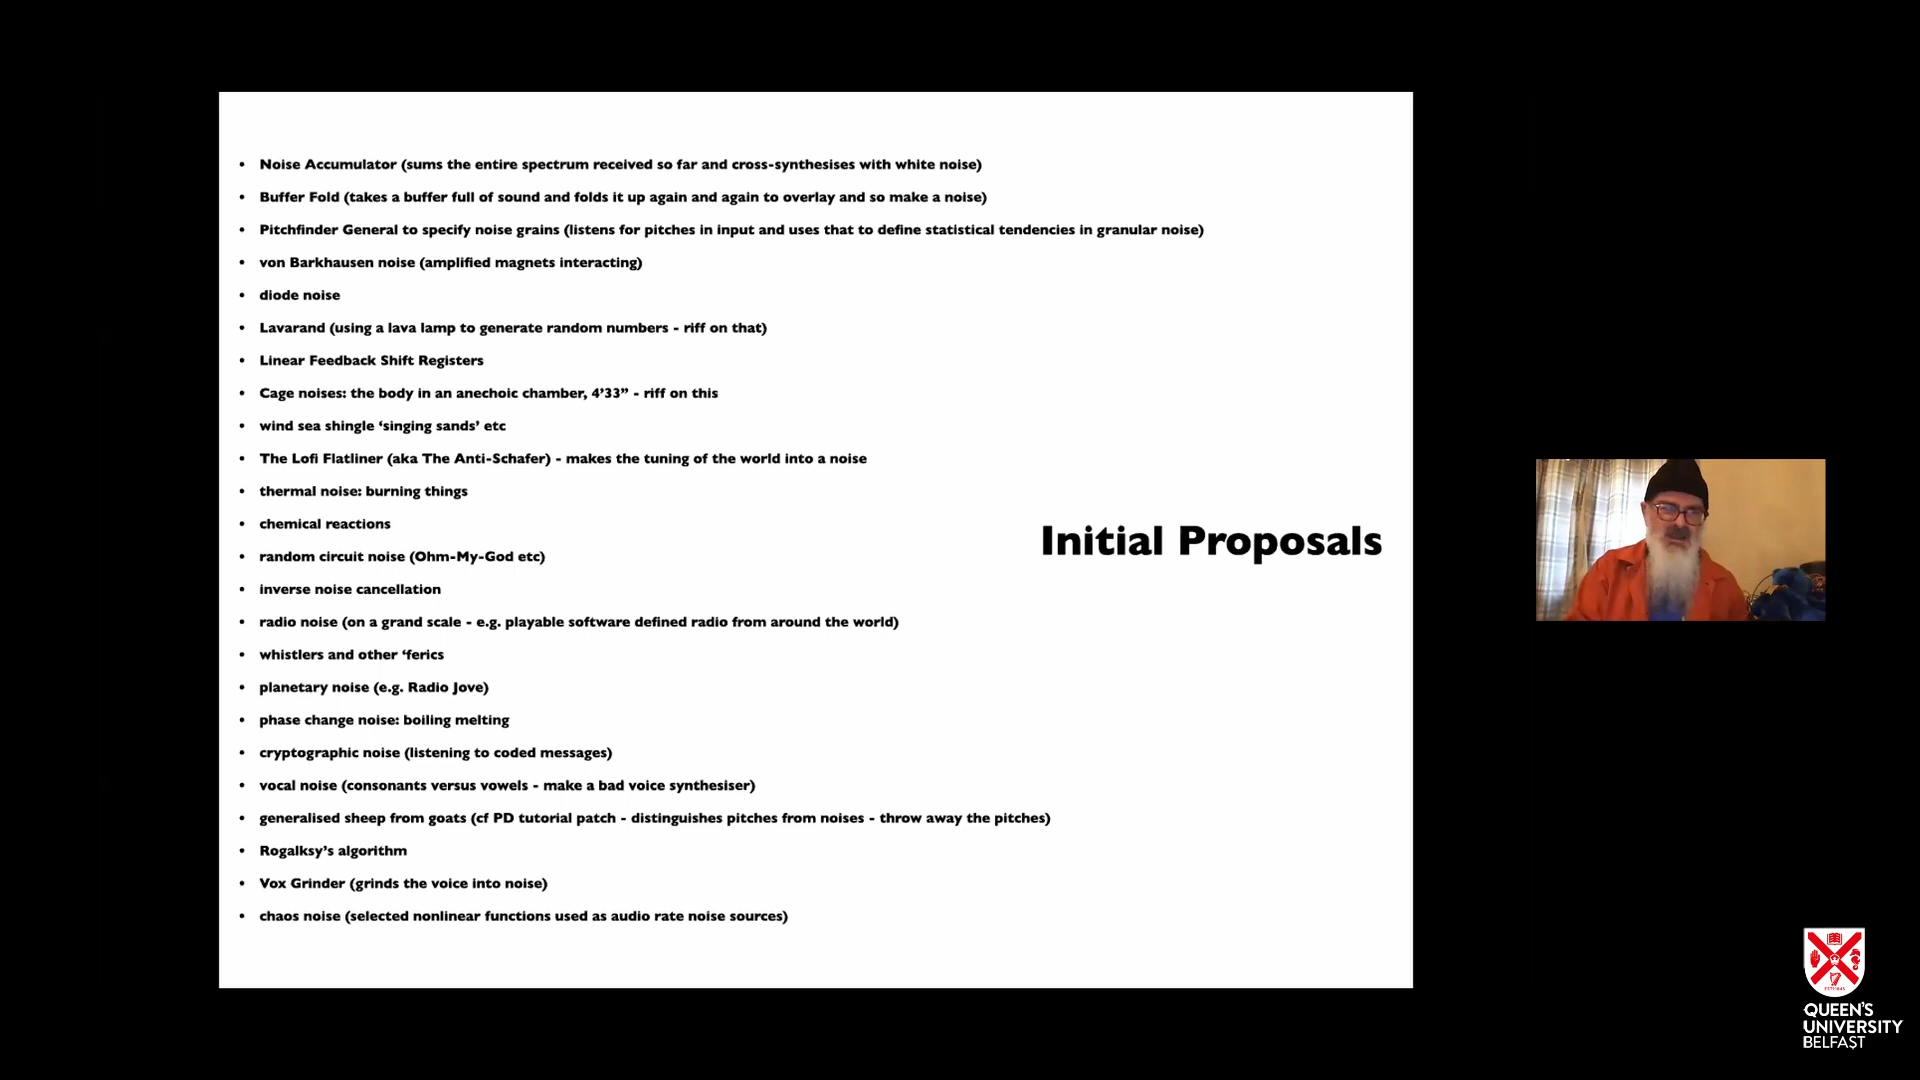 • Noise Accumulator (sums the entire spectrum received so far and cross-synthesises with white noise)
• Buffer Fold (takes a buffer full of sound and folds it up again and again to overlay and so make a noise)
• Pitchfinder General to specify noise grains (listens for pitches in input and uses that to define statistical tendencies in granular noise)
• von Barkhausen noise (amplified magnets interacting)
• diode noise
• Lavarand (using a lava lamp to generate random numbers - riff on that)
• Linear Feedback Shift Registers
• Cage noises: the body in an anechoic chamber, 4’33” - riff on this
• wind sea shingle ‘singing sands’ etc
• The Lofi Flatliner (aka The Anti-Schafer) - makes the tuning of the world into a noise
• thermal noise: burning things
• chemical reactions
• random circuit noise (Ohm-My-God etc)
• inverse noise cancellation
• radio noise (on a grand scale - e.g. playable software defined radio from around the world)
• whistlers and other ‘ferics
• planetary noise (e.g. Radio Jove)
• phase change noise: boiling melting
• cryptographic noise (listening to coded messages)
• vocal noise (consonants versus vowels - make a bad voice synthesiser)
• generalised sheep from goats (cf PD tutorial patch - distinguishes pitches from noises - throw away the pitches)
• Rogalksy’s algorithm
• Vox Grinder (grinds the voice into noise)
• chaos noise (selected nonlinear functions used as audio rate noise sources)
Initial Proposals
QUEEN’S
UNIVERSITY
BELFAST